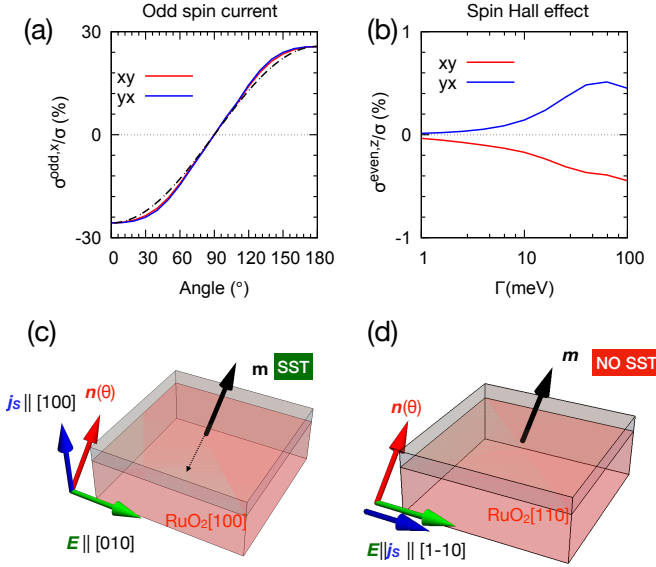 (a)
Odd spin current
30
0
-30
σ^odd,x/σ (%)
xy
yx
0 30 60 90 120 150 180
Angle (°)
(b)
Spin Hall effect
1
0
-1
σ^even,z/σ (%)
xy
yx
1 10 100
Γ(meV)
(c)
m SST
n(θ)
js || [100]
RuO₂[100]
E || [010]
(d)
m NO SST
n(θ)
RuO₂[110]
E||js || [1-10]